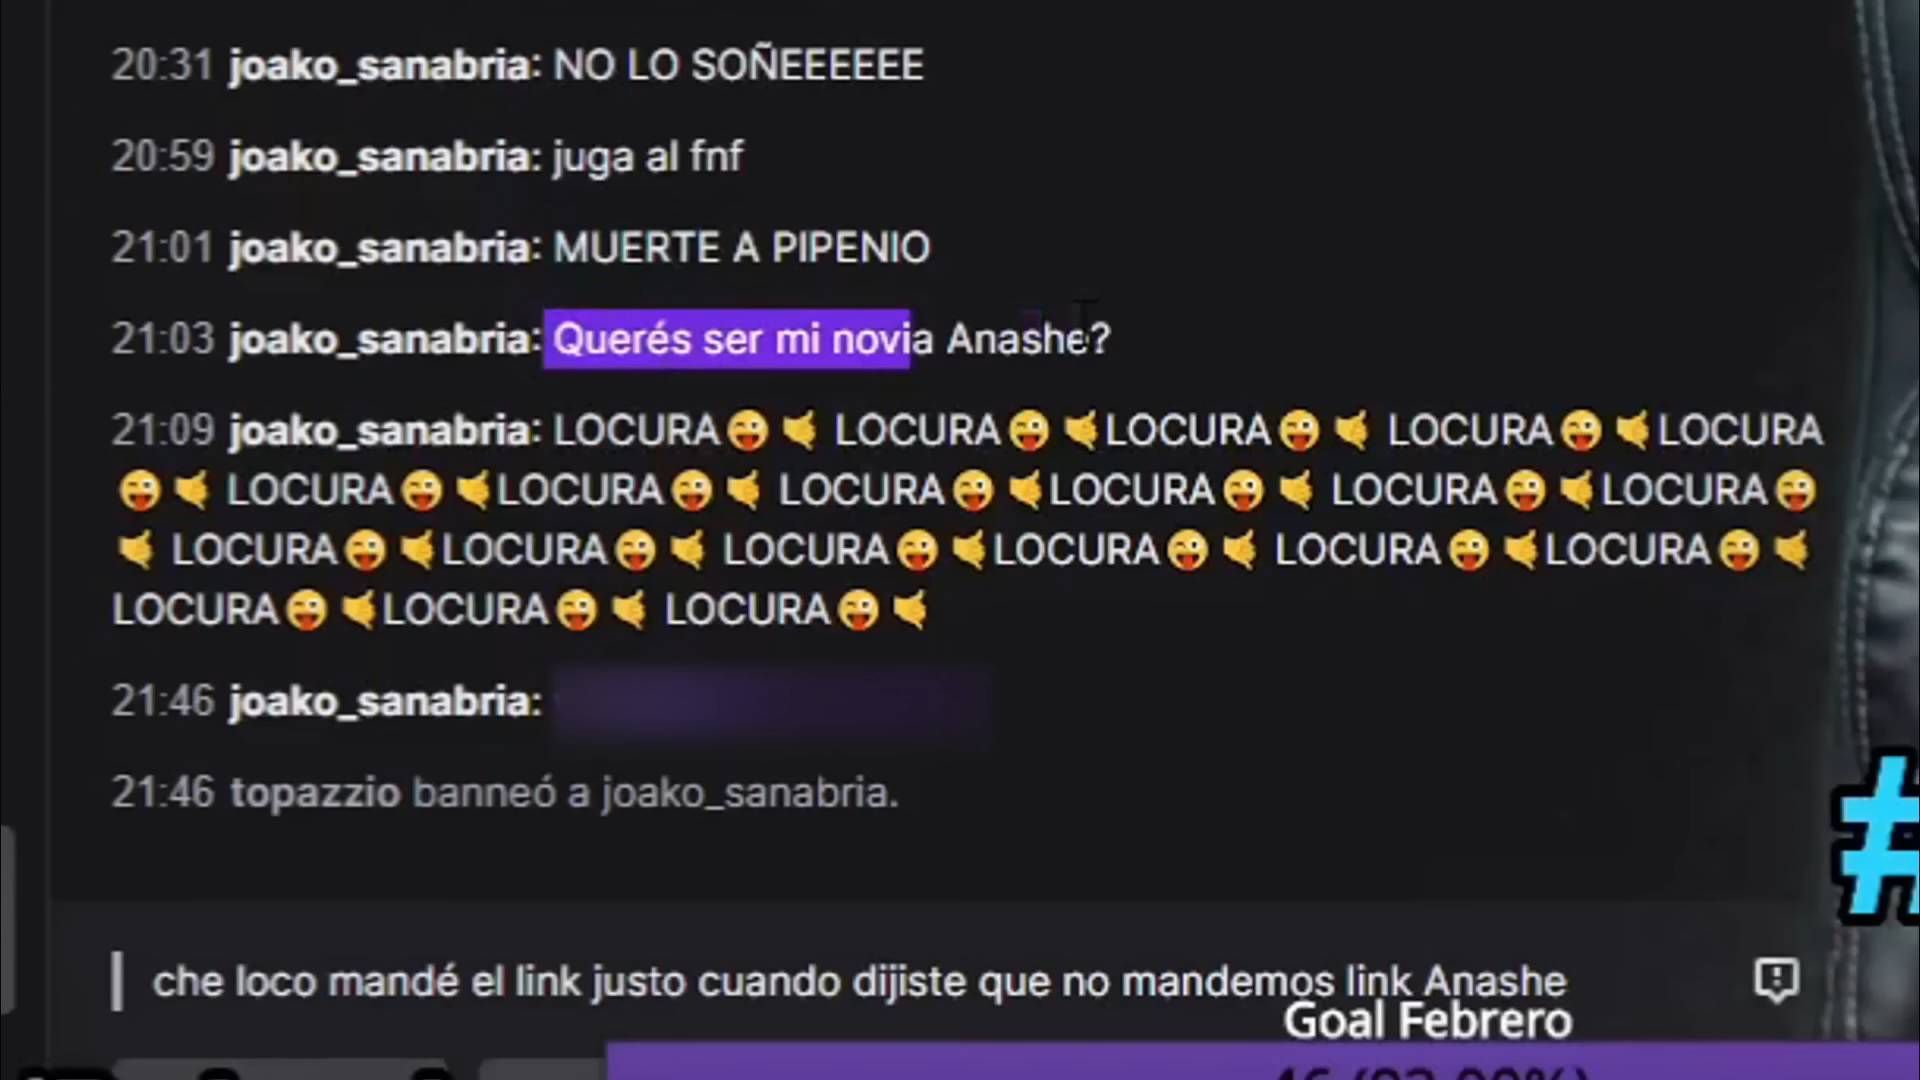 20:31 joako_sanabria: NO LO SOÑEEEEEE
20:59 joako_sanabria: juga al fnf
21:01 joako_sanabria: MUERTE A PIPENIO
21:03 joako_sanabria: Querés ser mi novia Anashe?
21:09 joako_sanabria: LOCURA😜🤙 LOCURA😜🤙LOCURA😜🤙 LOCURA😜🤙LOCURA
😜🤙 LOCURA😜🤙LOCURA😜🤙 LOCURA😜🤙LOCURA😜🤙 LOCURA😜🤙LOCURA😜
🤙 LOCURA😜🤙LOCURA😜🤙 LOCURA😜🤙LOCURA😜🤙 LOCURA😜🤙LOCURA😜🤙
LOCURA😜🤙LOCURA😜🤙 LOCURA😜🤙
21:46 joako_sanabria:
21:46 topazzio banneó a joako_sanabria.
#
che loco mandé el link justo cuando dijiste que no mandemos link Anashe
Goal Febrero